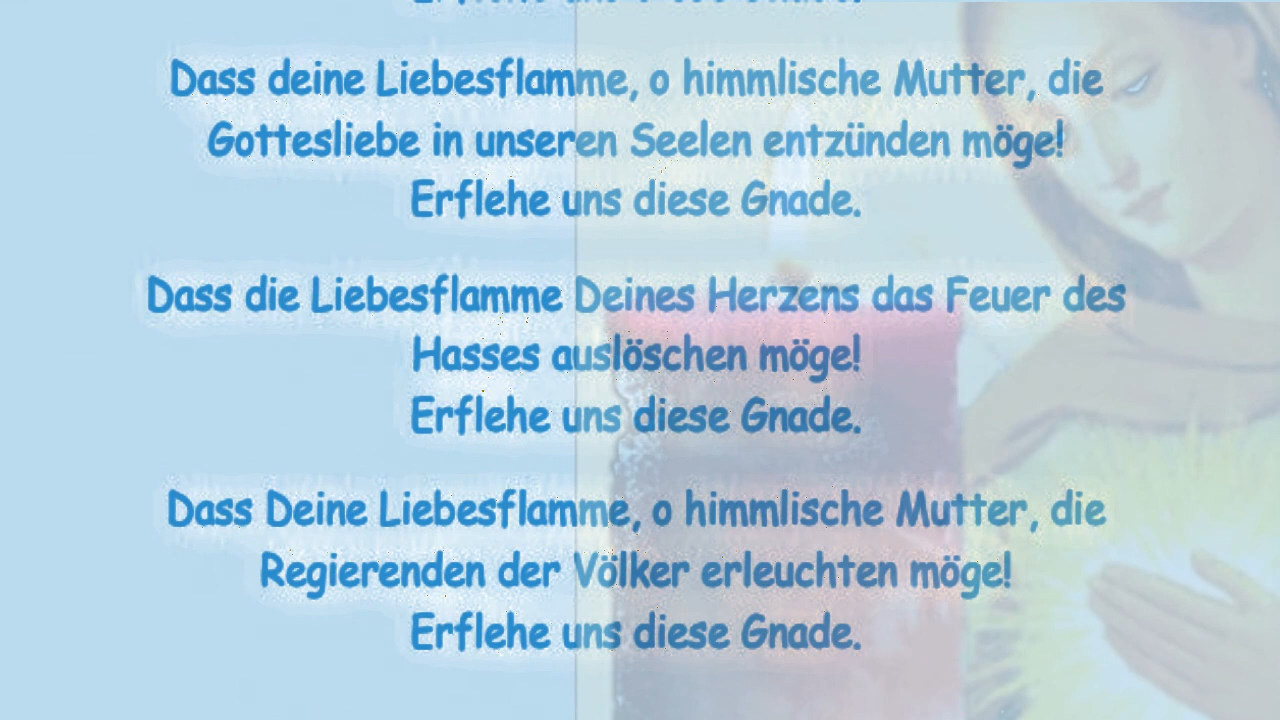 Dass deine Liebesflamme, o himmlische Mutter, die
Gottesliebe in unseren Seelen entzünden möge!
Erflehe uns diese Gnade.
Dass die Liebesflamme Deines Herzens das Feuer des
Hasses auslöschen möge!
Erflehe uns diese Gnade.
Dass Deine Liebesflamme, o himmlische Mutter, die
Regierenden der Völker erleuchten möge!
Erflehe uns diese Gnade.